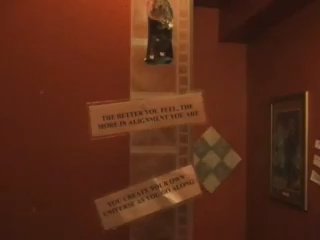 THE BETTER YOU FEEL, THE
MORE IN ALIGNMENT YOU ARE
YOU CREATE YOUR OWN
UNIVERSE AS YOU GO ALONG